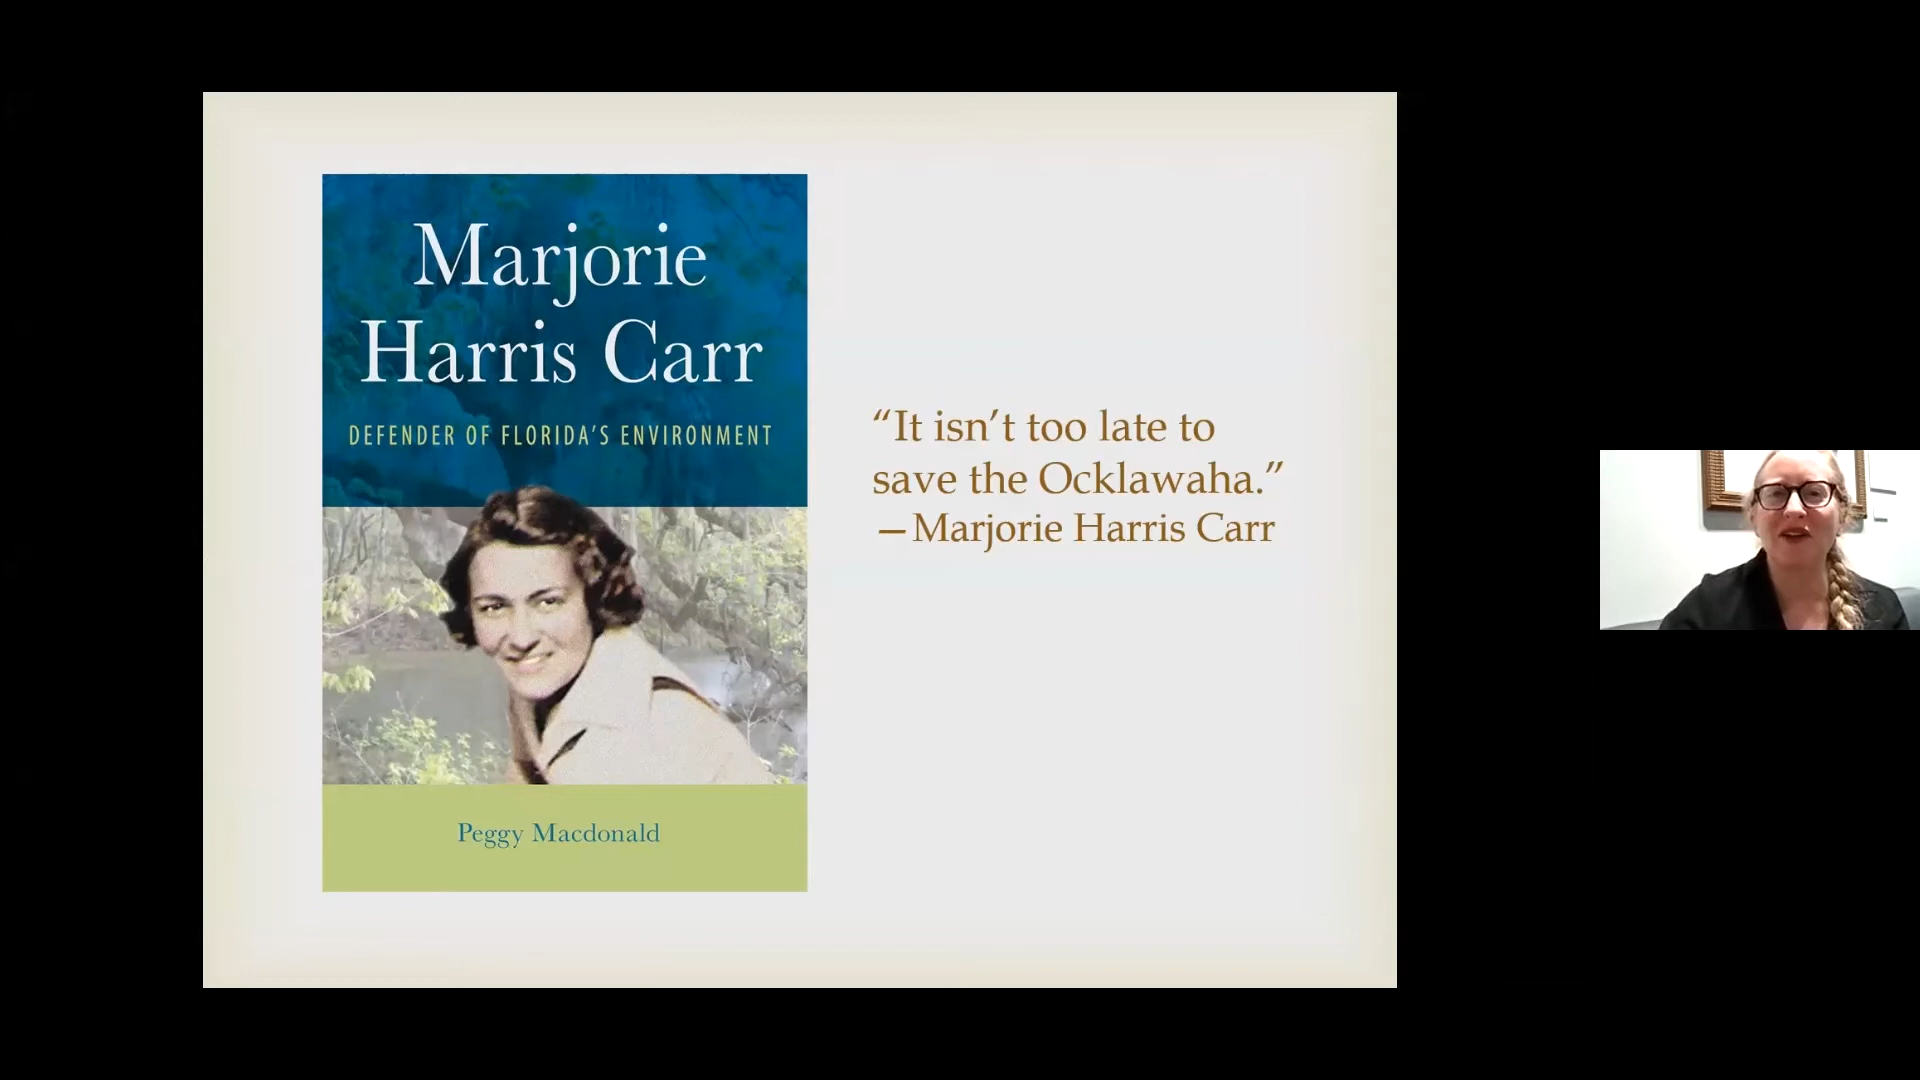 Marjorie
Harris Carr
DEFENDER OF FLORIDA'S ENVIRONMENT
Peggy Macdonald
“It isn’t too late to
save the Ocklawaha.”
—Marjorie Harris Carr